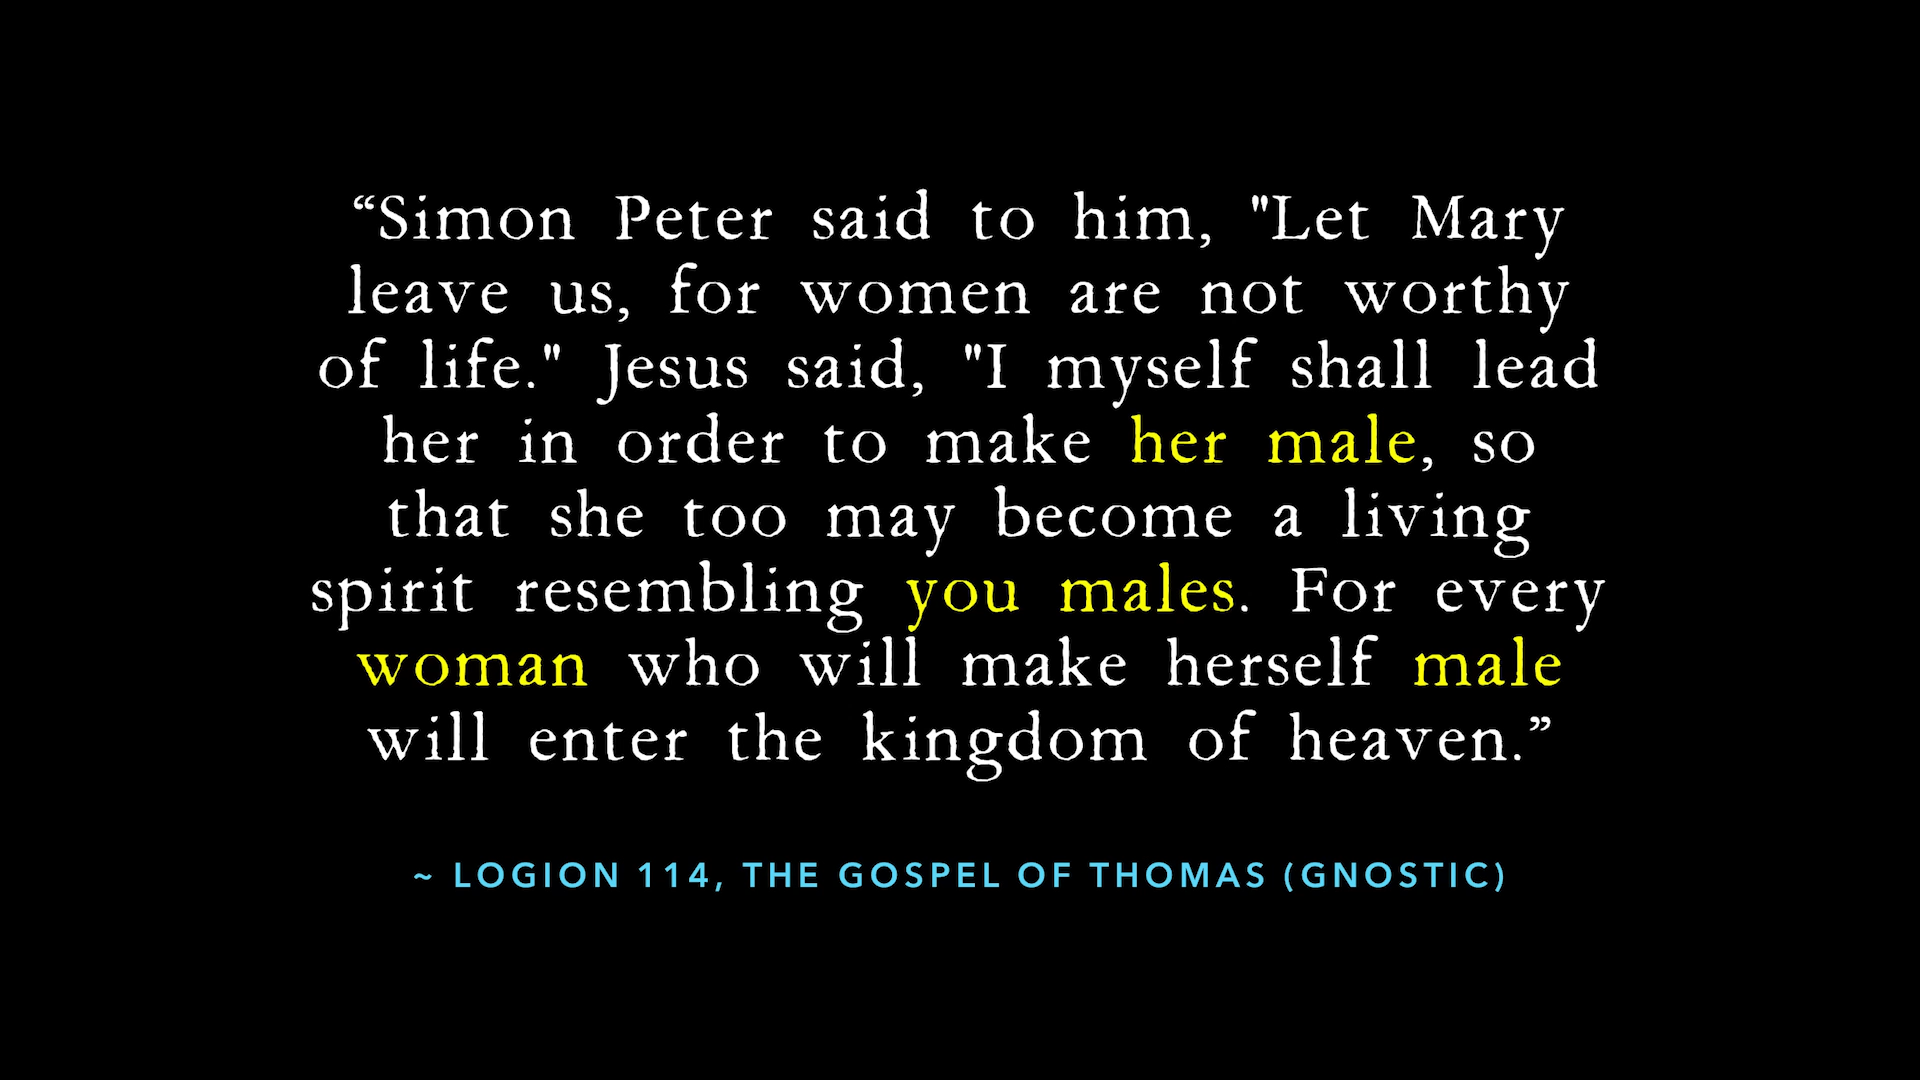 “Simon Peter said to him, "Let Mary
leave us, for women are not worthy
of life." Jesus said, "I myself shall lead
her in order to make her male, so
that she too may become a living
spirit resembling you males. For every
woman who will make herself male
will enter the kingdom of heaven.”
~ LOGION 114, THE GOSPEL OF THOMAS (GNOSTIC)